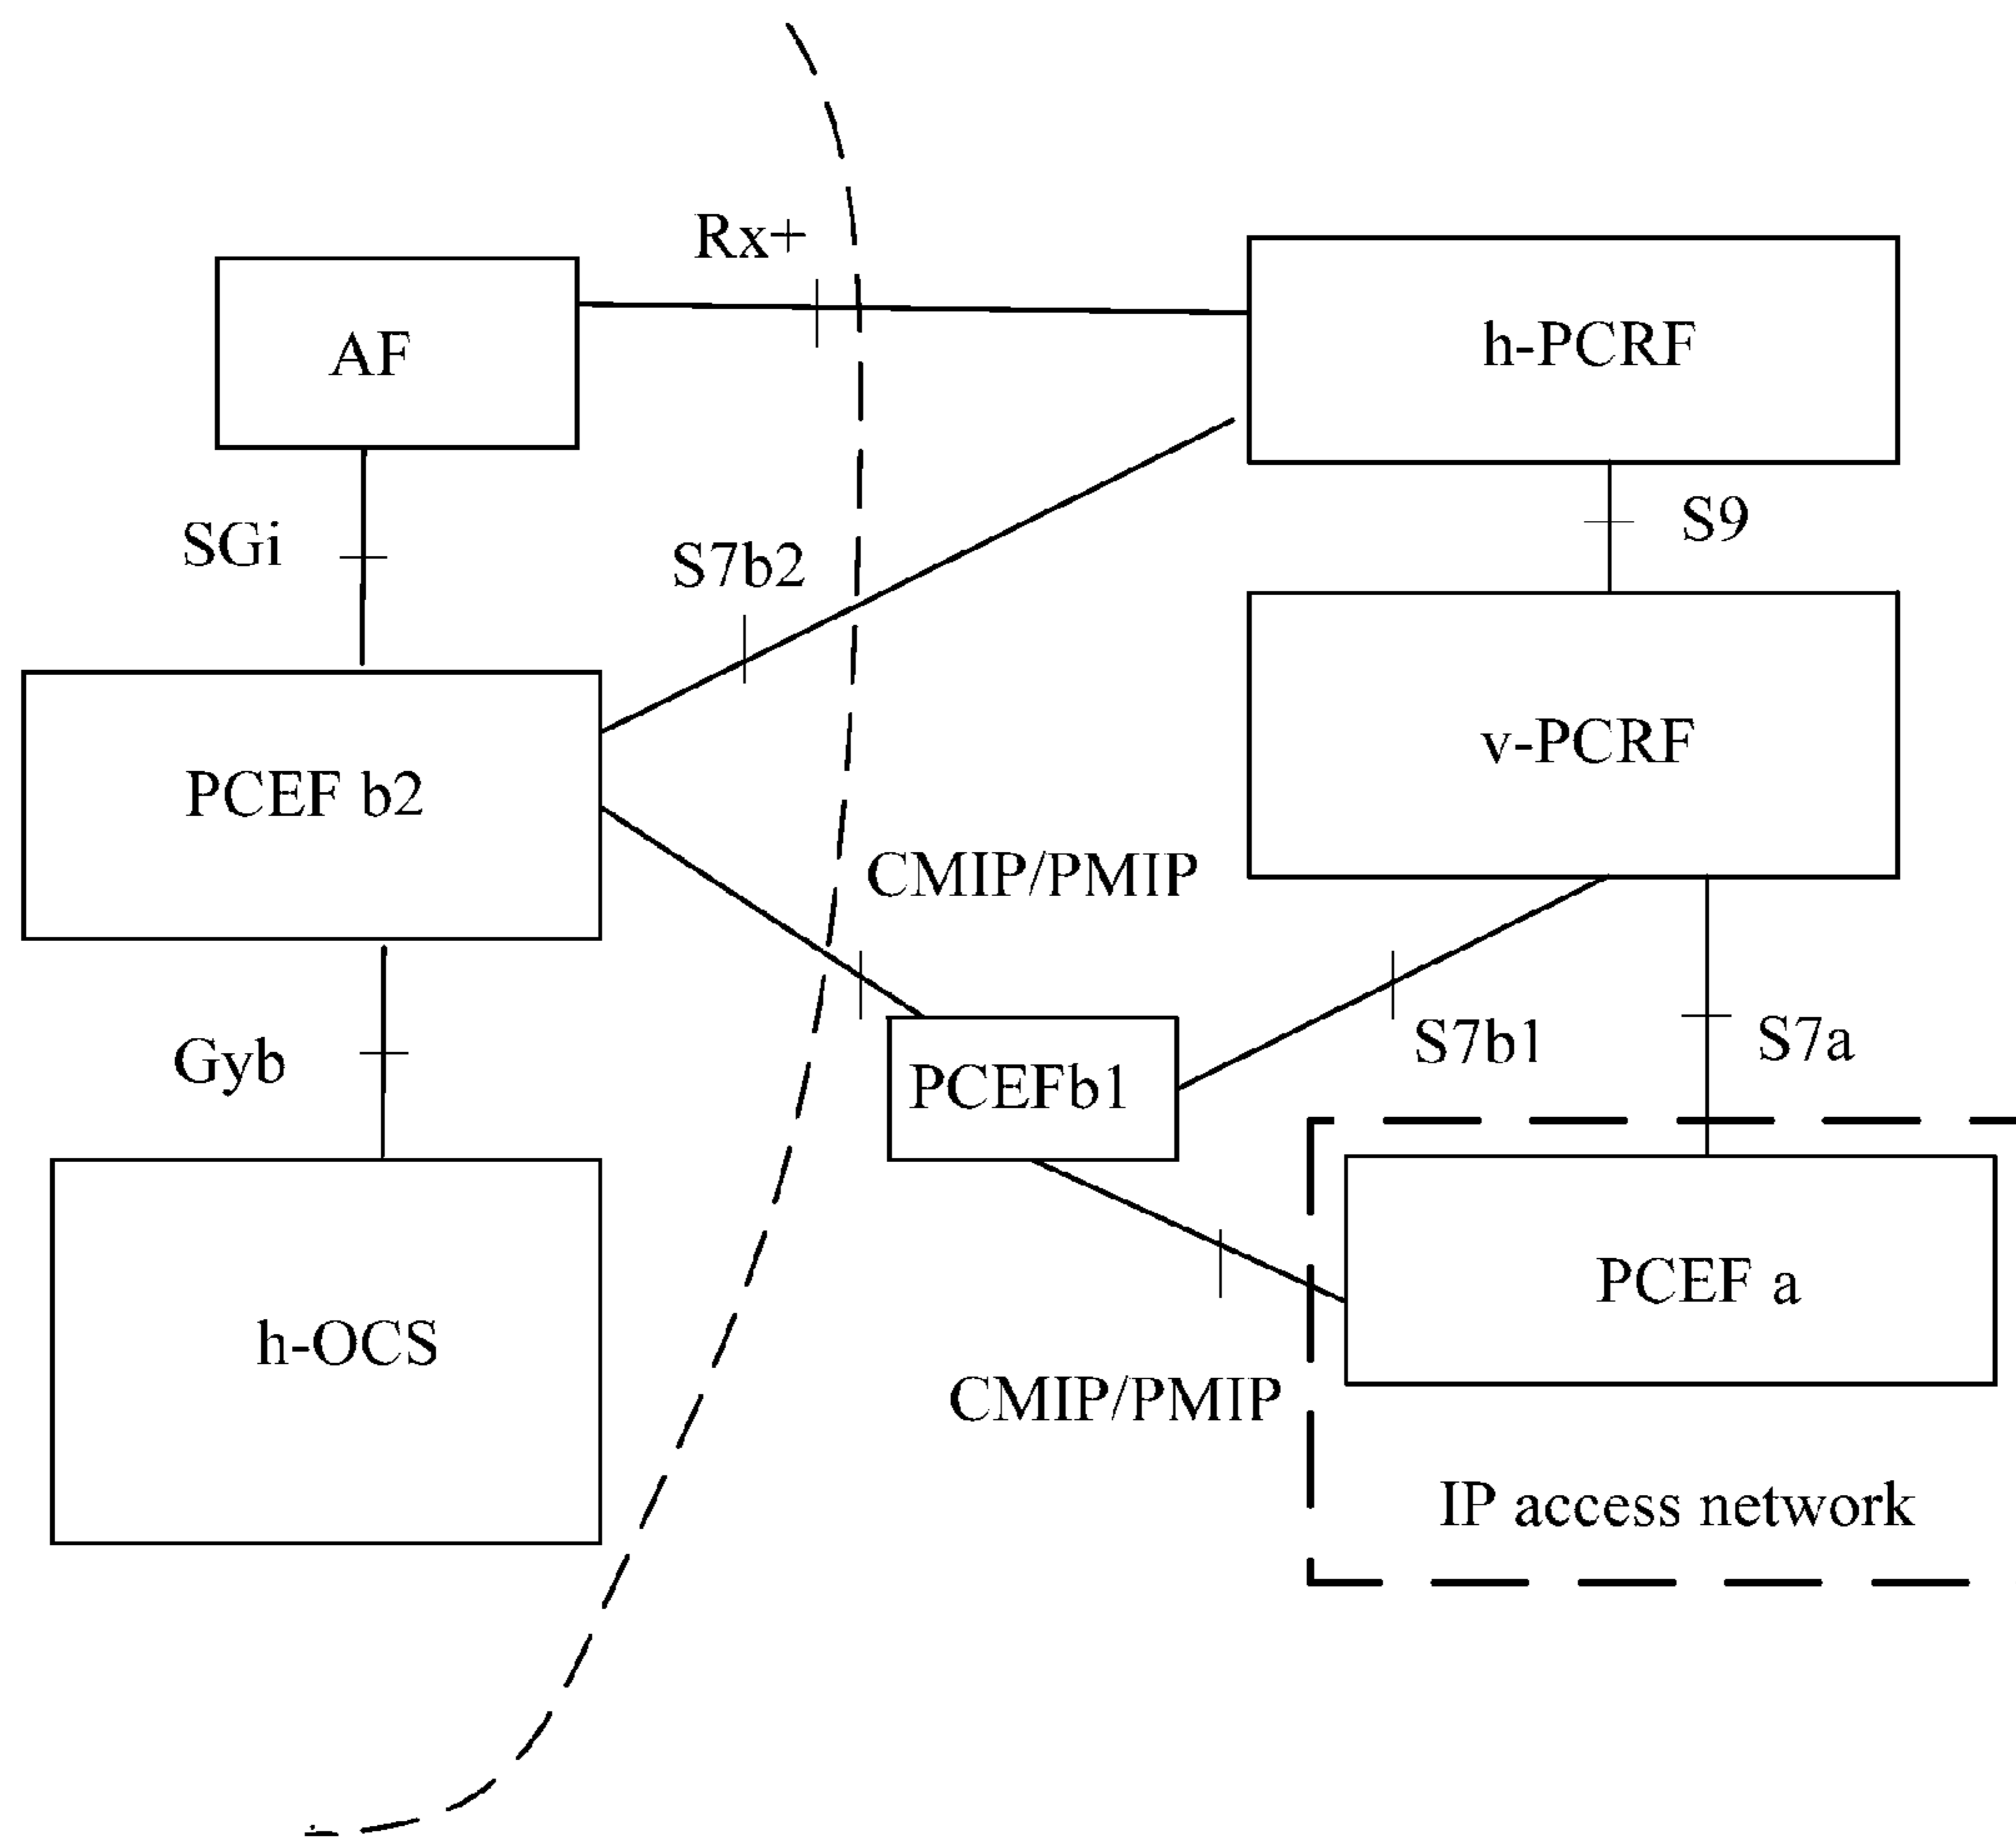 Rx+
AF
h-PCRF
SGi
S7b2
S9
PCEF b2
v-PCRF
CMIP/PMIP
Gyb
PCEFb1
S7b1
S7a
h-OCS
PCEF a
CMIP/PMIP
IP access network